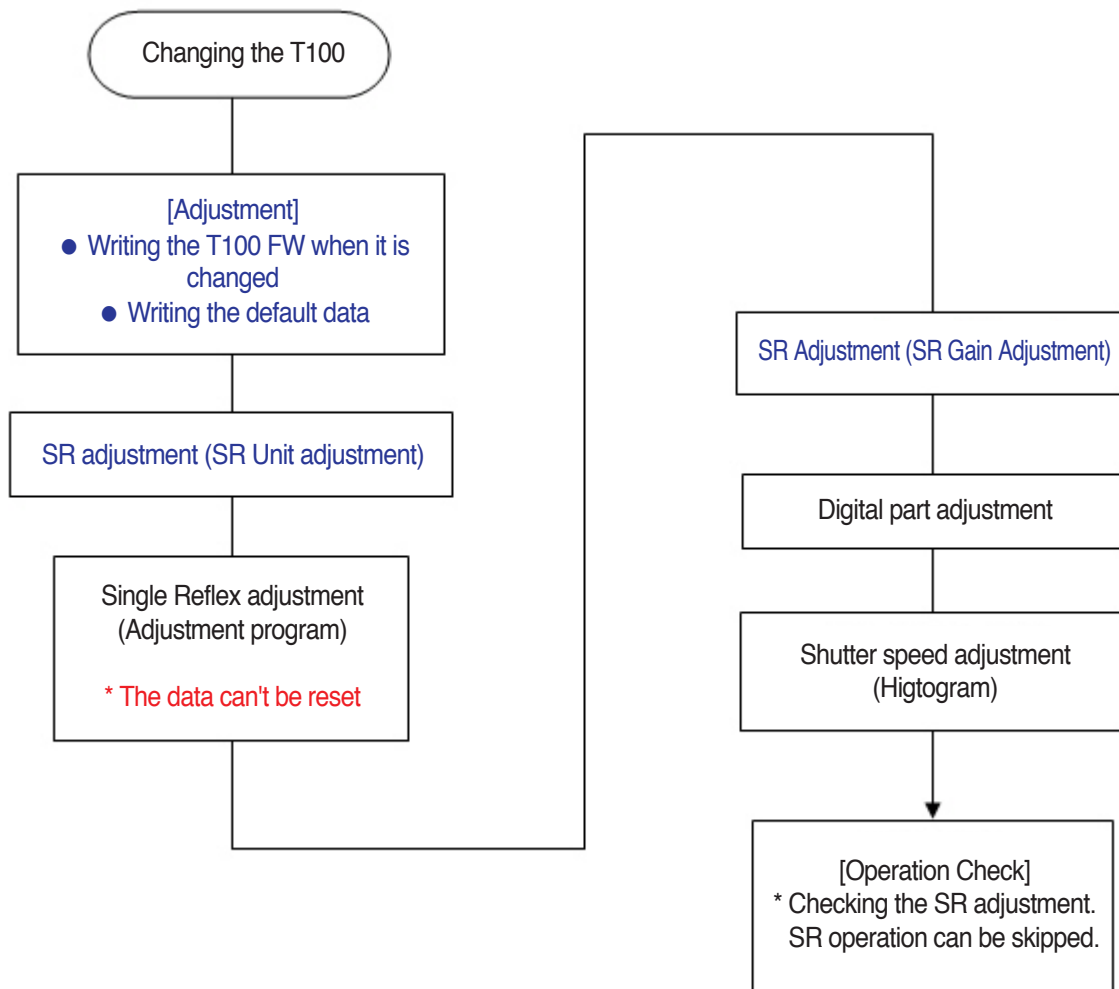 Changing the T100
[Adjustment]
● Writing the T100 FW when it is
changed
● Writing the default data
SR adjustment (SR Unit adjustment)
Single Reflex adjustment
(Adjustment program)
* The data can't be reset
SR Adjustment (SR Gain Adjustment)
Digital part adjustment
Shutter speed adjustment
(Higtogram)
[Operation Check]
* Checking the SR adjustment.
SR operation can be skipped.